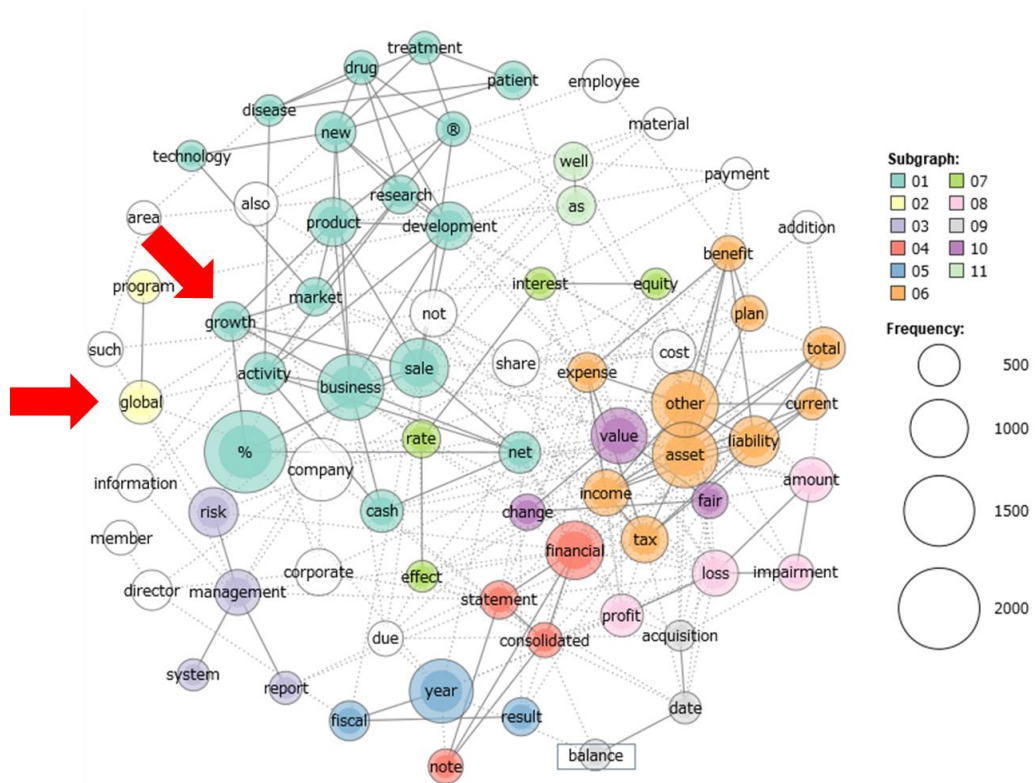 treatment
drug
patient
employee
disease
new
®
material
technology
well
payment
also
research
as
area
product
development
addition
benefit
program
interest
equity
market
plan
growth
not
such
share
cost
total
activity
business
sale
expense
global
other
current
%
rate
value
liability
company
net
asset
information
amount
risk
cash
change
income
fair
member
financial
tax
corporate
effect
loss
impairment
director
management
statement
profit
due
consolidated
acquisition
system
report
year
date
fiscal
result
note
balance
Subgraph:
01 07
02 08
03 09
04 10
05 11
06
Frequency:
500
1000
1500
2000